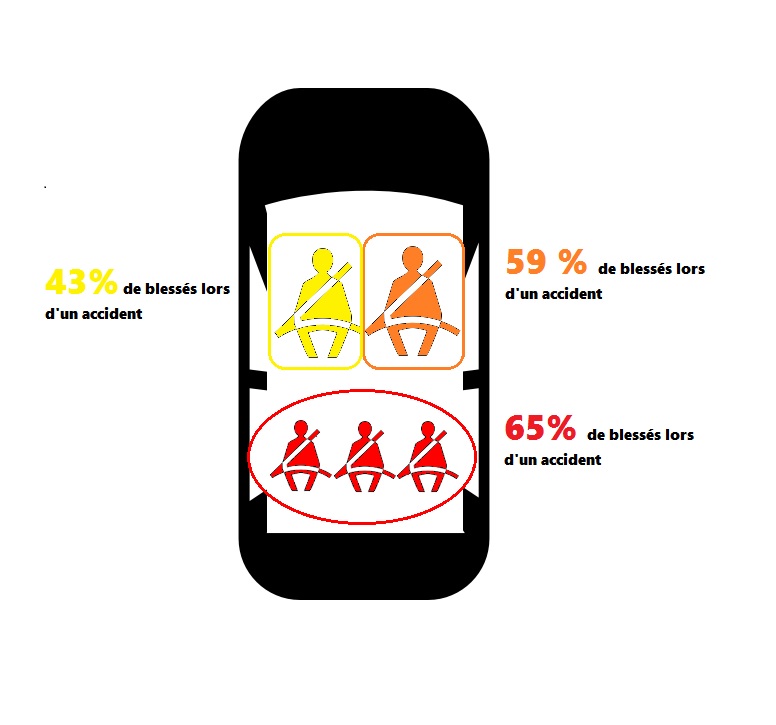 43% de blessés lors
d'un accident
59 % de blessés lors
d'un accident
65% de blessés lors
d'un accident